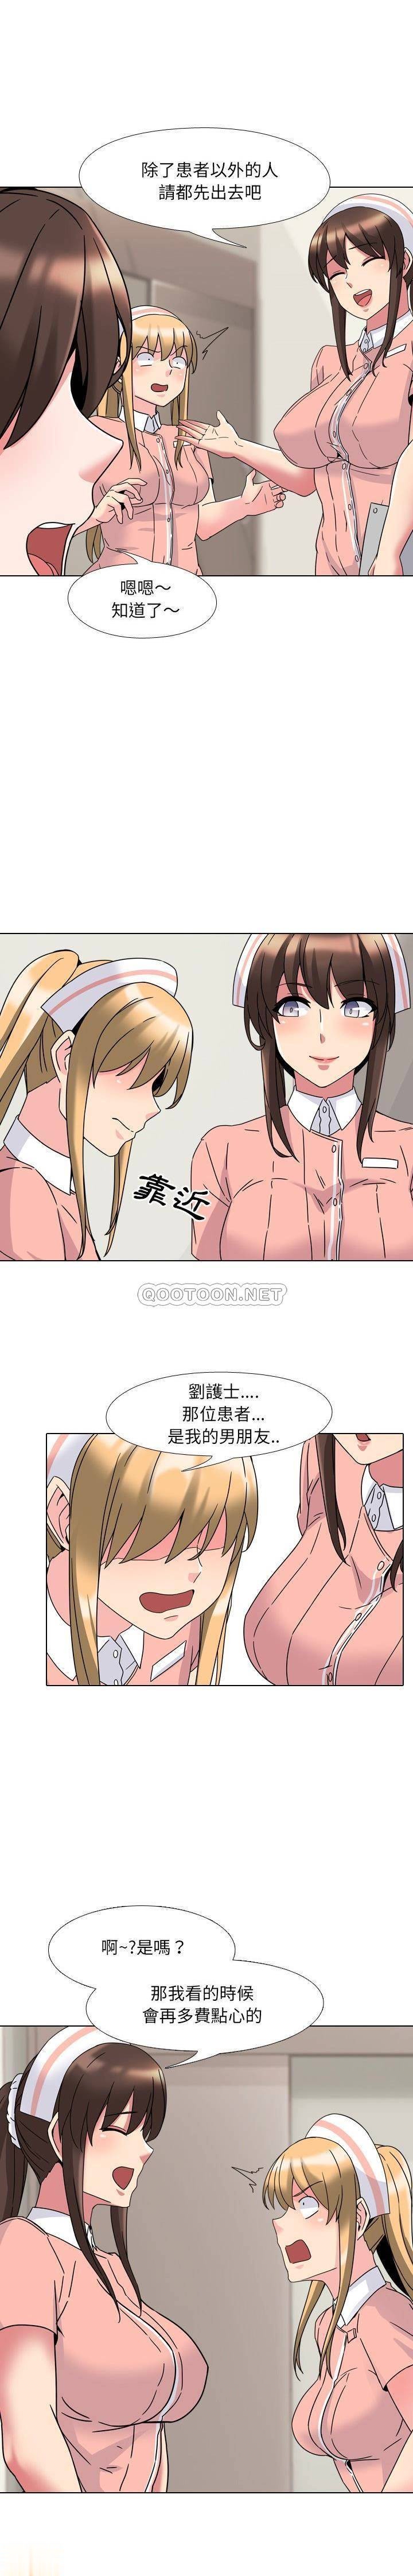 除了患者以外的人
請都先出去吧
嗯嗯～
知道了～
靠近
QOOTOON.NET
劉護士....
那位患者...
是我的男朋友..
啊~?是嗎？
那我看的時候
會再多費點心的